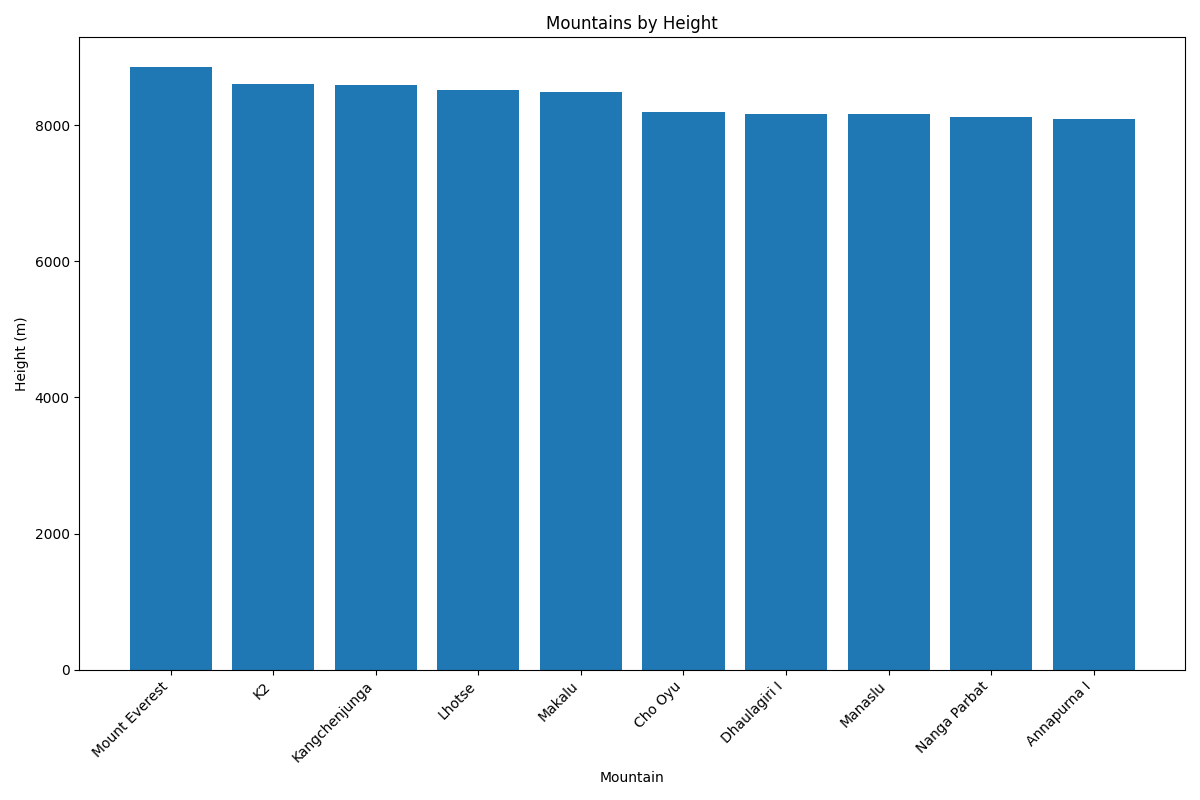 Mountains by Height
Height (m)
8000
6000
4000
2000
0
Mount Everest
K2
Kangchenjunga
Lhotse
Makalu
Cho Oyu
Dhaulagiri I
Manaslu
Nanga Parbat
Annapurna I
Mountain